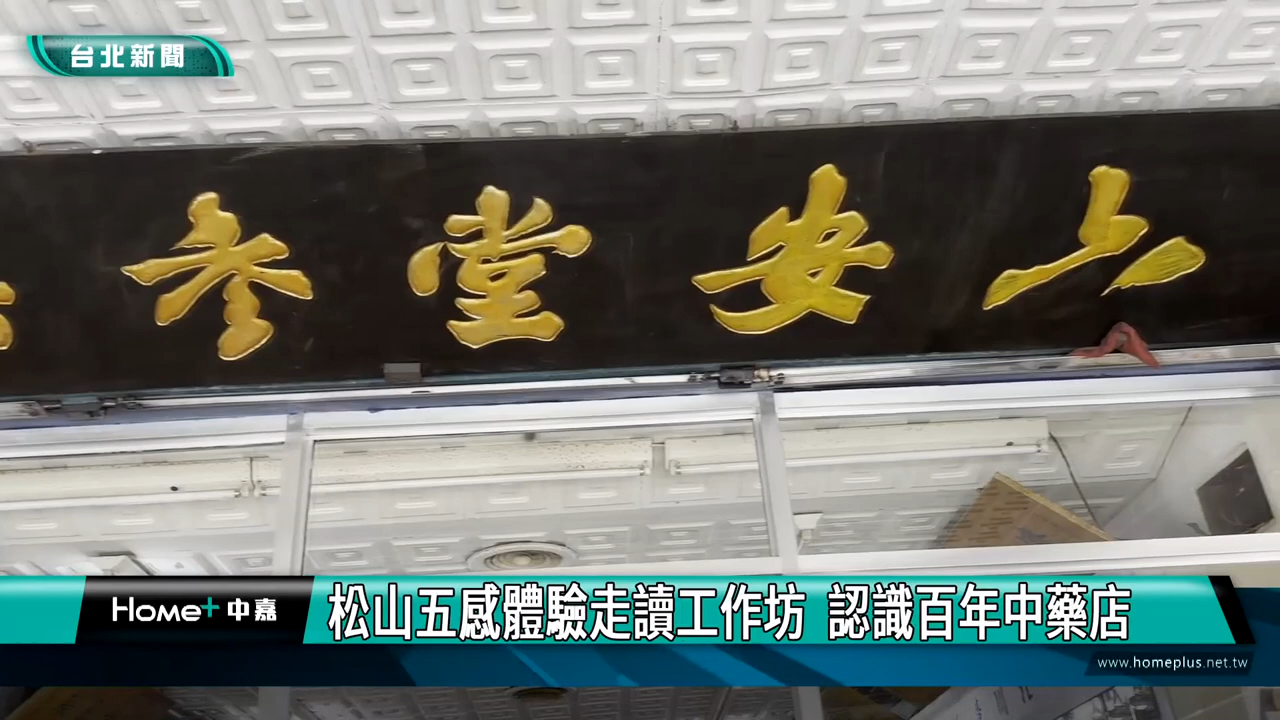 台北新聞
六安堂參
Home+中嘉
松山五感體驗走讀工作坊 認識百年中藥店
www.homeplus.net.tw